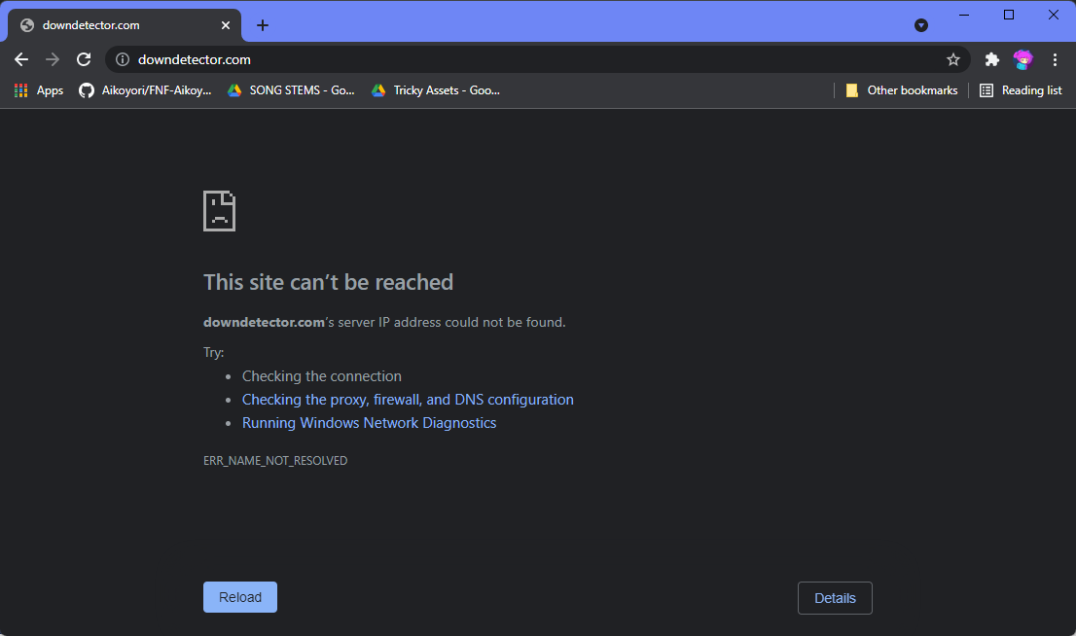 downdetector.com
downdetector.com
Apps Aikoyori/FNF-Aikoy... SONG STEMS - Go... Tricky Assets - Goo... Other bookmarks Reading list
This site can’t be reached
downdetector.com’s server IP address could not be found.
Try:
• Checking the connection
• Checking the proxy, firewall, and DNS configuration
• Running Windows Network Diagnostics
ERR_NAME_NOT_RESOLVED
Reload Details